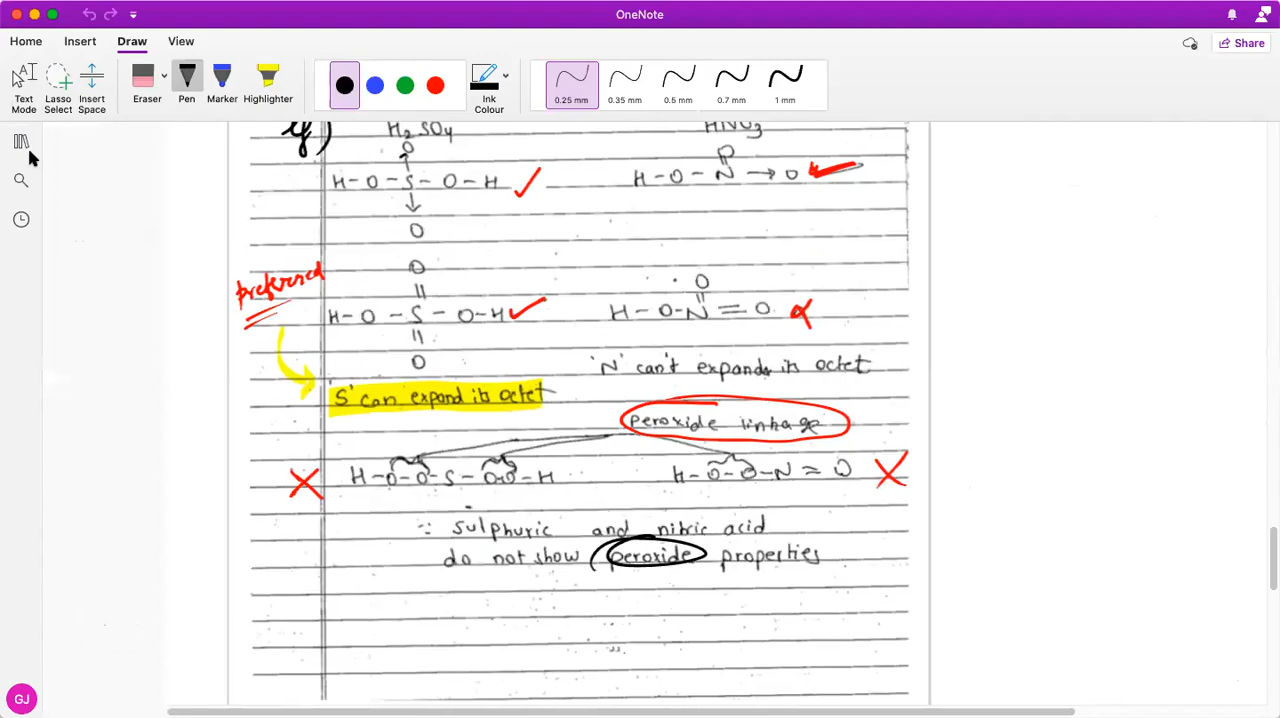 OneNote
Home Insert Draw View
Share
Text Mode
Lasso Select
Insert Space
Eraser
Pen
Marker
Highlighter
Ink Colour
0.25 mm
0.35 mm
0.5 mm
0.7 mm
1 mm
H2SO4 HNO3
O O
↑
H-O-S-O-H H-O-N→O
↓
O
O O
preferred
|| ||
H-O-S-O-H H-O-N=O
||
O
'N' can't expand its octet
'S' can expand its octet
peroxide linkage
H-O-O-S-O-O-H H-O-O-N=O
∵ sulphuric and nitric acid
do not show (peroxide properties
GJ